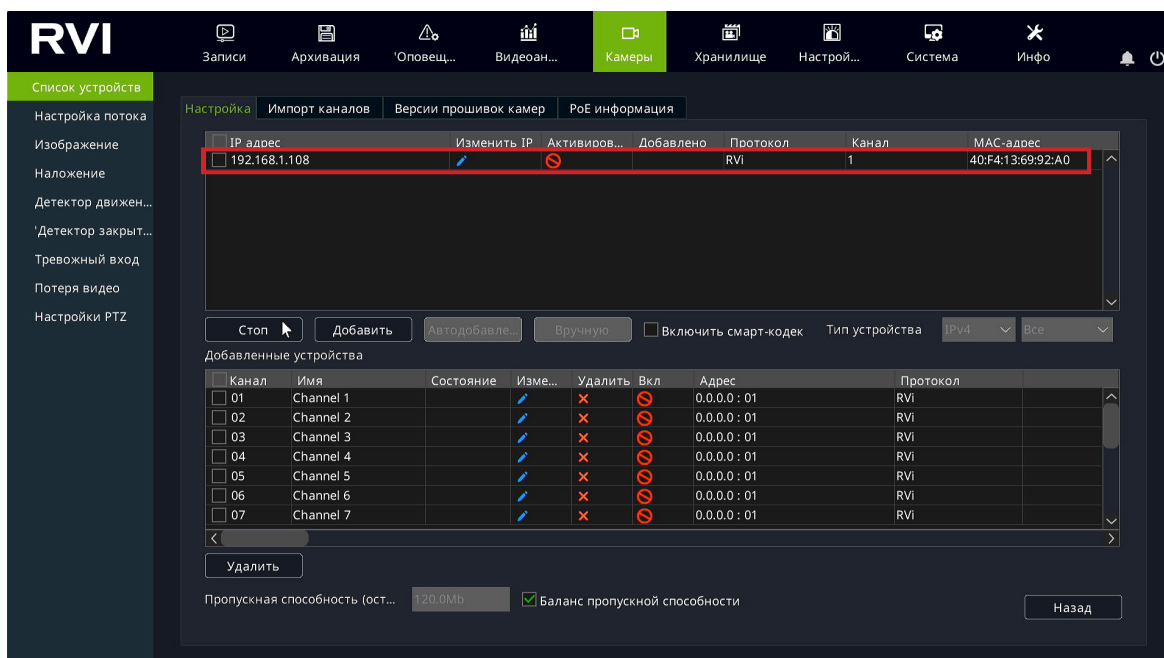 RVI
Записи Архивация 'Оповещ... Видеоан... Камеры Хранилище Настрой... Система Инфо
Список устройств
Настройка потока
Изображение
Наложение
Детектор движен...
'Детектор закрыт...
Тревожный вход
Потеря видео
Настройки PTZ
Настройка Импорт каналов Версии прошивок камер PoE информация
IP адрес Изменить IP Активиров... Добавлено Протокол Канал MAC-адрес
192.168.1.108 RVi 1 40:F4:13:69:92:A0
Стоп Добавить Автодобавле... Вручную Включить смарт-кодек Тип устройства IPv4 Все
Добавленные устройства
Канал Имя Состояние Изме... Удалить Вкл Адрес Протокол
01 Channel 1 0.0.0.0 : 01 RVi
02 Channel 2 0.0.0.0 : 01 RVi
03 Channel 3 0.0.0.0 : 01 RVi
04 Channel 4 0.0.0.0 : 01 RVi
05 Channel 5 0.0.0.0 : 01 RVi
06 Channel 6 0.0.0.0 : 01 RVi
07 Channel 7 0.0.0.0 : 01 RVi
Удалить
Пропускная способность (ост... 120.0Mb Баланс пропускной способности
Назад